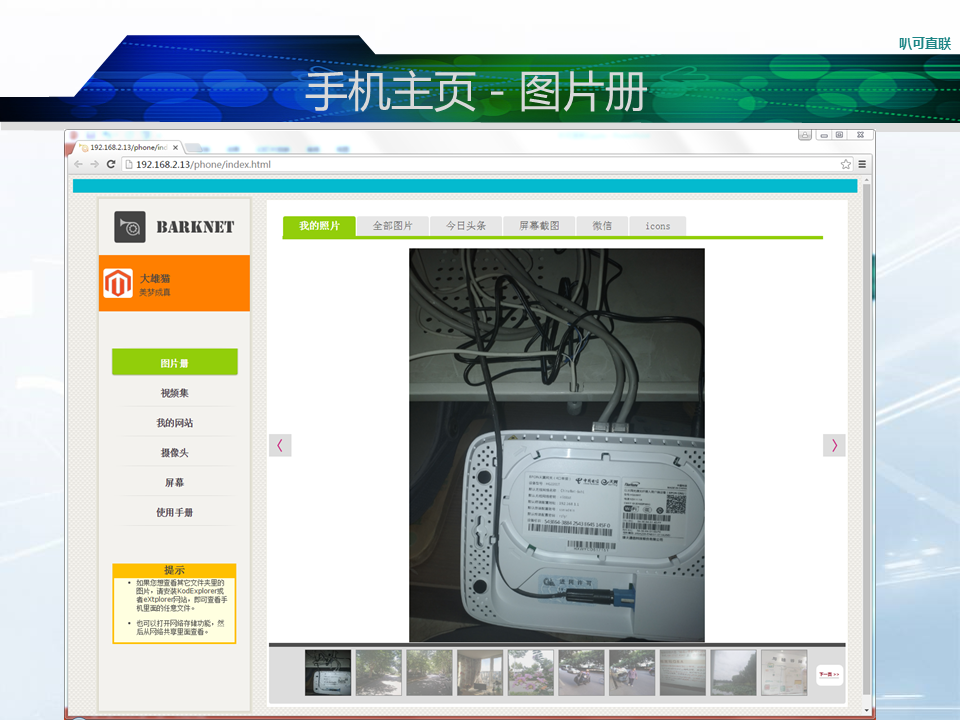 叭可直联
手机主页 - 图片册
192.168.2.13/phone/ind
192.168.2.13/phone/index.html
BARKNET
大雄猫
美梦成真
图片册
视频集
我的网站
摄像头
屏幕
使用手册
提示
如果您想查看其它文件夹里的
图片，请安装KodExplorer或
者eXtplorer网站，即可查看手
机里面的任意文件。
也可以打开网络存储功能，然
后从网络共享里面查看。
我的照片 全部图片 今日头条 屏幕截图 微信 icons
中国电信
下一页 >>